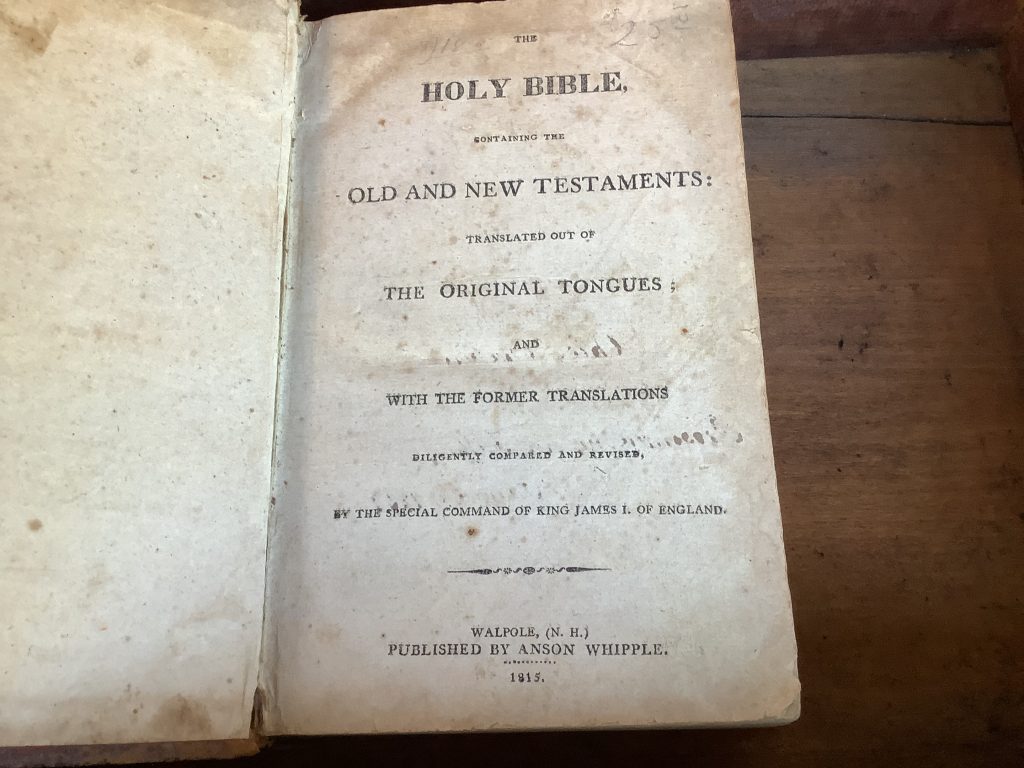 THE
HOLY BIBLE,
CONTAINING THE
OLD AND NEW TESTAMENTS:
TRANSLATED OUT OF
THE ORIGINAL TONGUES;
AND
WITH THE FORMER TRANSLATIONS
DILIGENTLY COMPARED AND REVISED,
BY THE SPECIAL COMMAND OF KING JAMES I. OF ENGLAND.
WALPOLE, (N. H.)
PUBLISHED BY ANSON WHIPPLE.
1815.